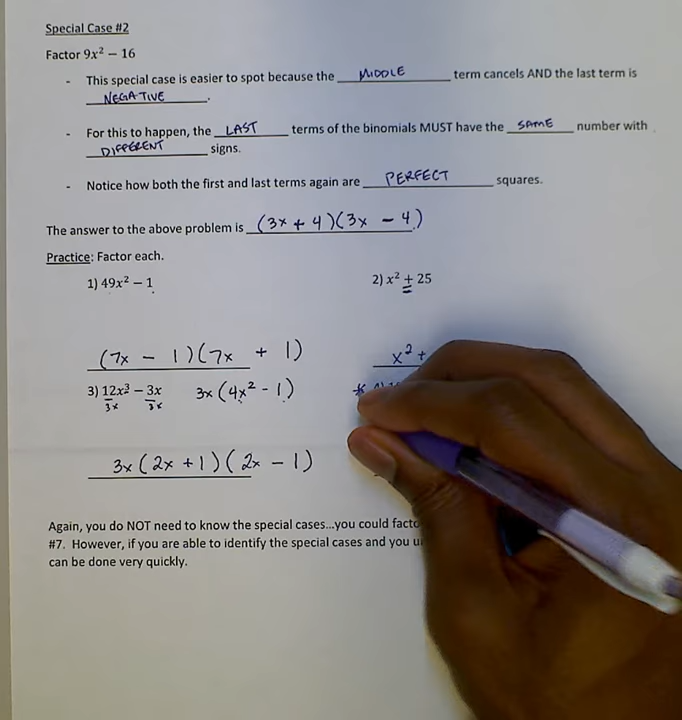 Special Case #2
Factor 9x² – 16
- This special case is easier to spot because the MIDDLE term cancels AND the last term is
NEGATIVE.
- For this to happen, the LAST terms of the binomials MUST have the SAME number with
DIFFERENT signs.
- Notice how both the first and last terms again are PERFECT squares.
The answer to the above problem is (3x + 4)(3x - 4).
Practice: Factor each.
1) 49x² – 1 2) x² + 25
(7x - 1)(7x + 1) x² +
3) 12x³ – 3x 3x(4x² - 1)
3x 3x
3x(2x + 1)(2x - 1)
Again, you do NOT need to know the special cases...you could
#7. However, if you are able to identify the special cases and you
can be done very quickly.